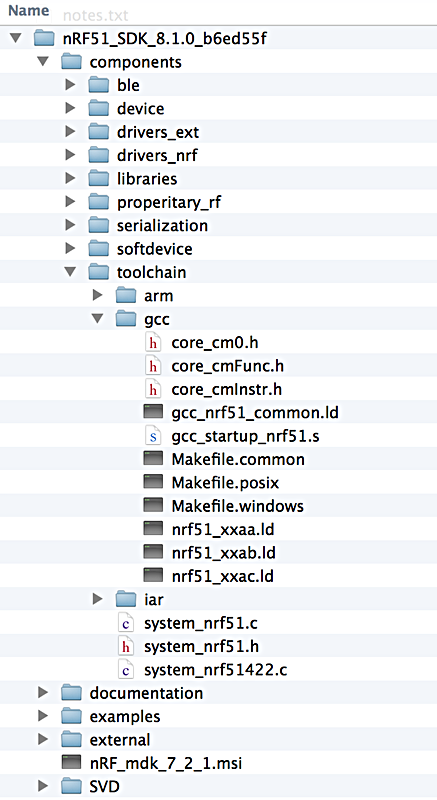 Name
notes.txt
nRF51_SDK_8.1.0_b6ed55f
components
ble
device
drivers_ext
drivers_nrf
libraries
properitary_rf
serialization
softdevice
toolchain
arm
gcc
h core_cm0.h
h core_cmFunc.h
h core_cmInstr.h
gcc_nrf51_common.ld
s gcc_startup_nrf51.s
Makefile.common
Makefile.posix
Makefile.windows
nrf51_xxaa.ld
nrf51_xxab.ld
nrf51_xxac.ld
iar
c system_nrf51.c
h system_nrf51.h
c system_nrf51422.c
documentation
examples
external
nRF_mdk_7_2_1.msi
SVD